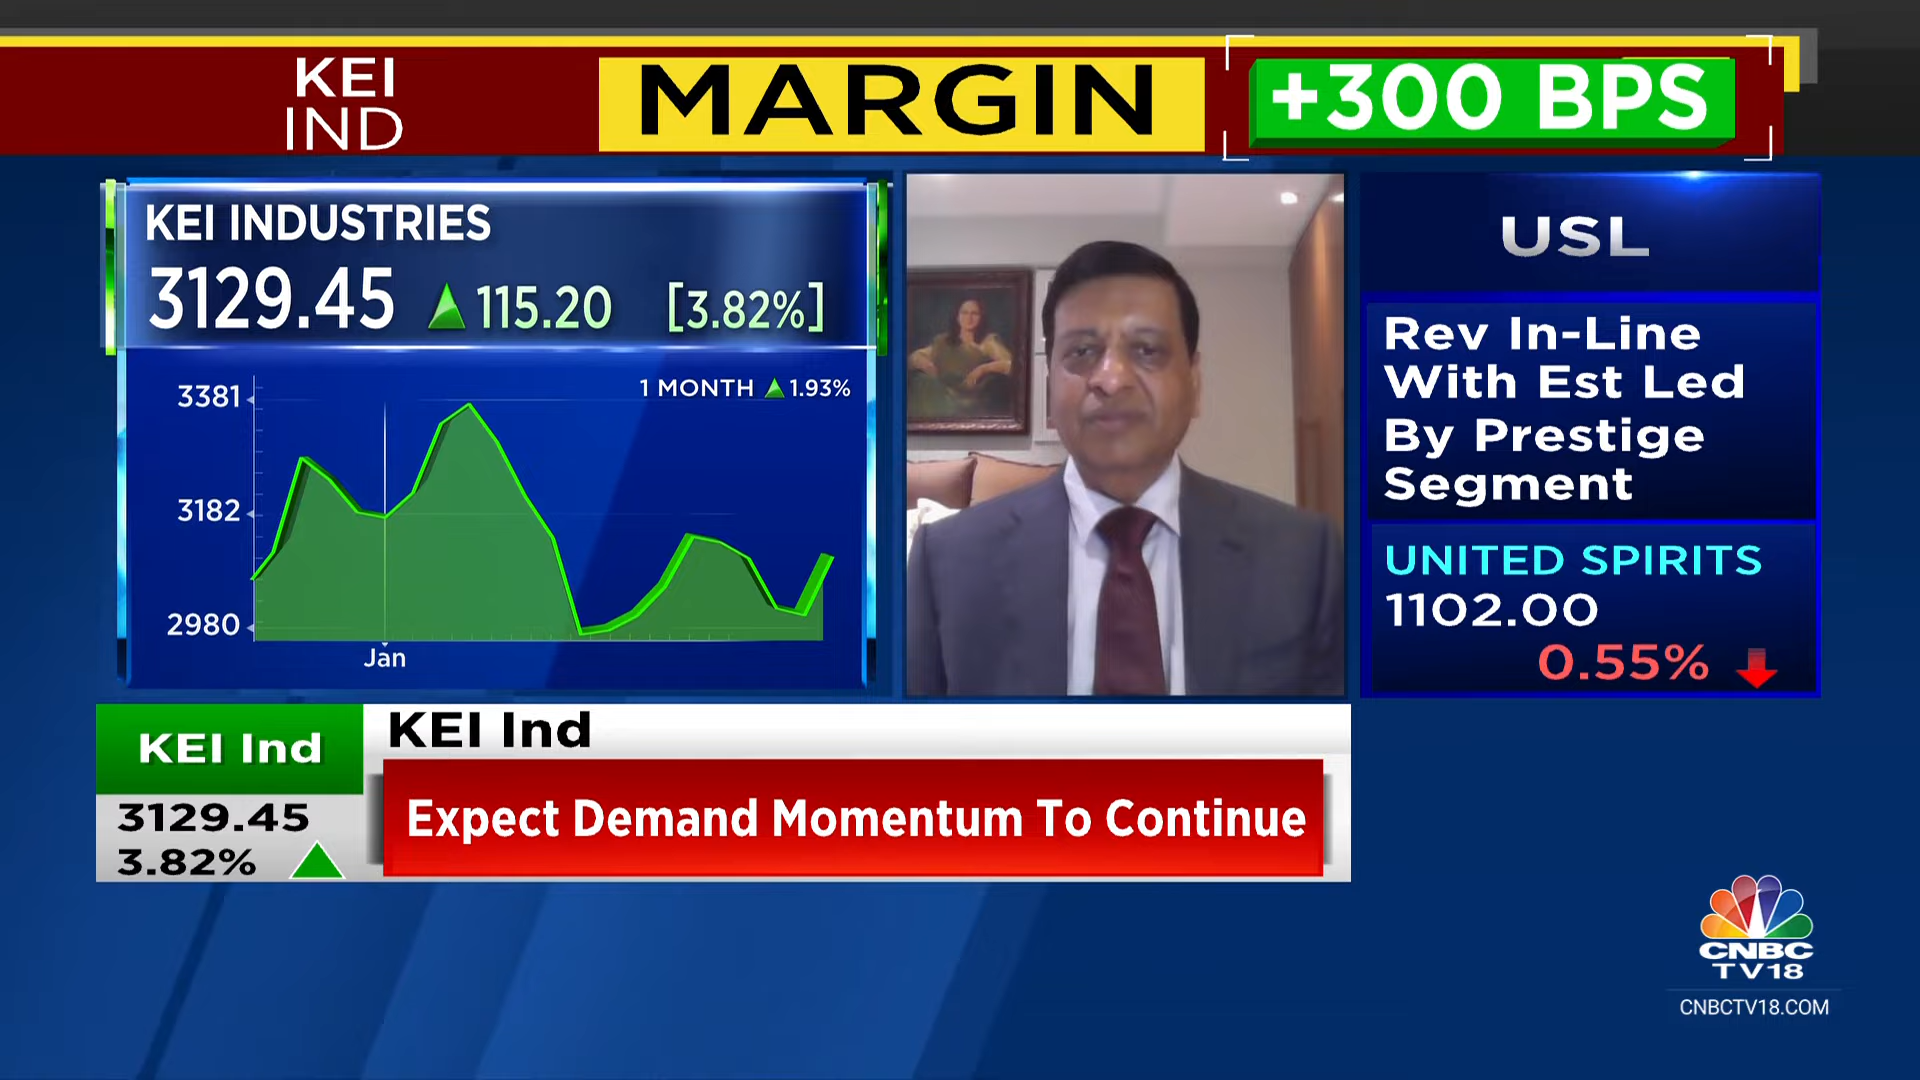 KEI
IND
MARGIN
+300 BPS
KEI INDUSTRIES
3129.45 ▲ 115.20 [3.82%]
1 MONTH ▲ 1.93%
3381
3182
2980
Jan
USL
Rev In-Line
With Est Led
By Prestige
Segment
UNITED SPIRITS
1102.00
0.55%
KEI Ind
3129.45
3.82%
KEI Ind
Expect Demand Momentum To Continue
CNBC
TV18
CNBCTV18.COM